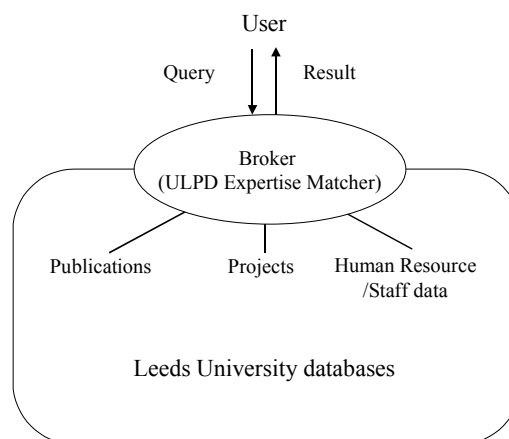 User
Query
Result
Broker
(ULPD Expertise Matcher)
Publications
Projects
Human Resource
/Staff data
Leeds University databases